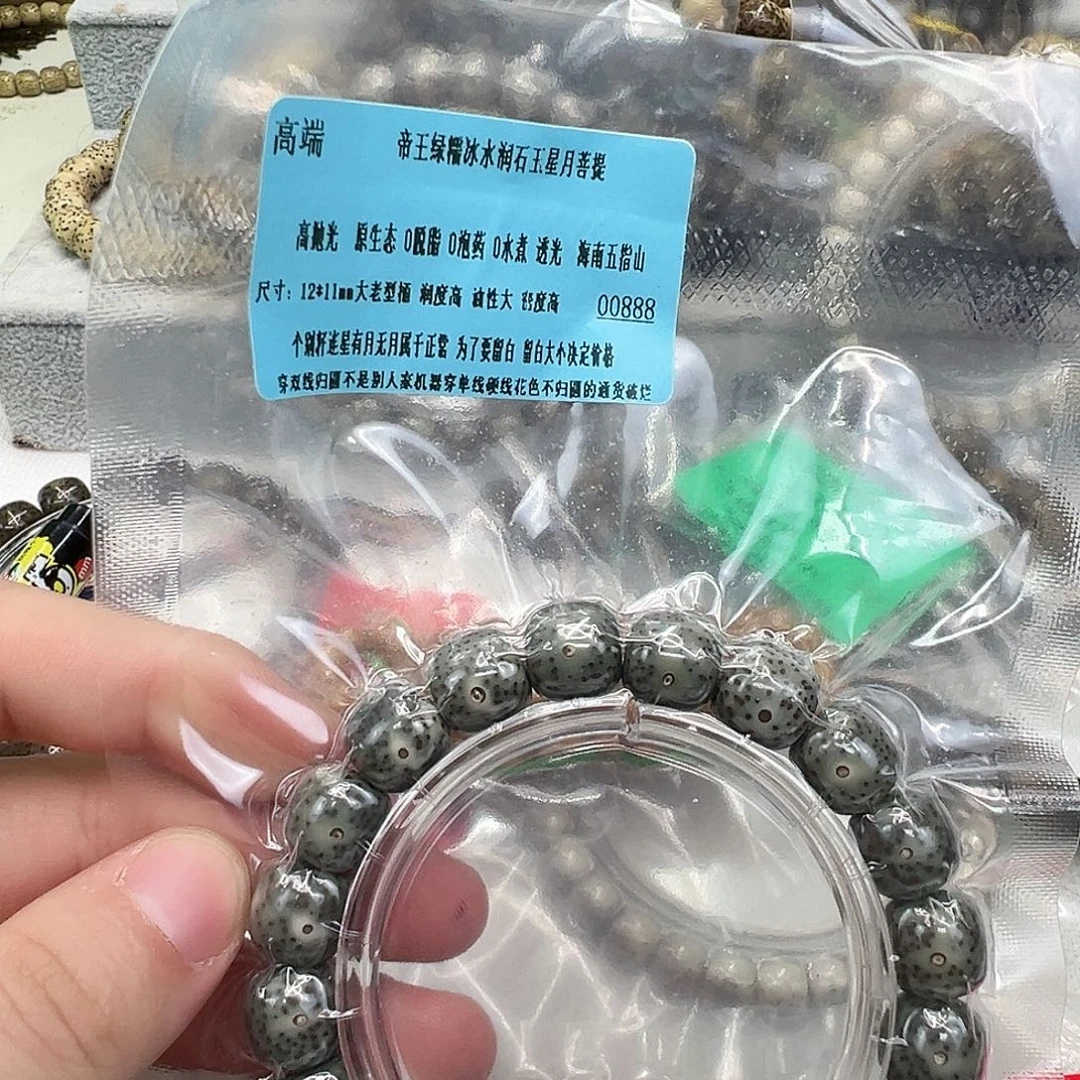 高端 帝王绿糯冰水润石玉星月菩提
高抛光 原生态 0脱脂 0泡药 0水煮 透光 海南五指山
尺寸：12*11mm大老型桶 润度高 油性大 密度高 00888
个别籽迷星有月无月属于正常 为了要留白 留白大小决定价格
穿双线归圆不是别人家机器穿单线硬线花色不归圆的通货破烂